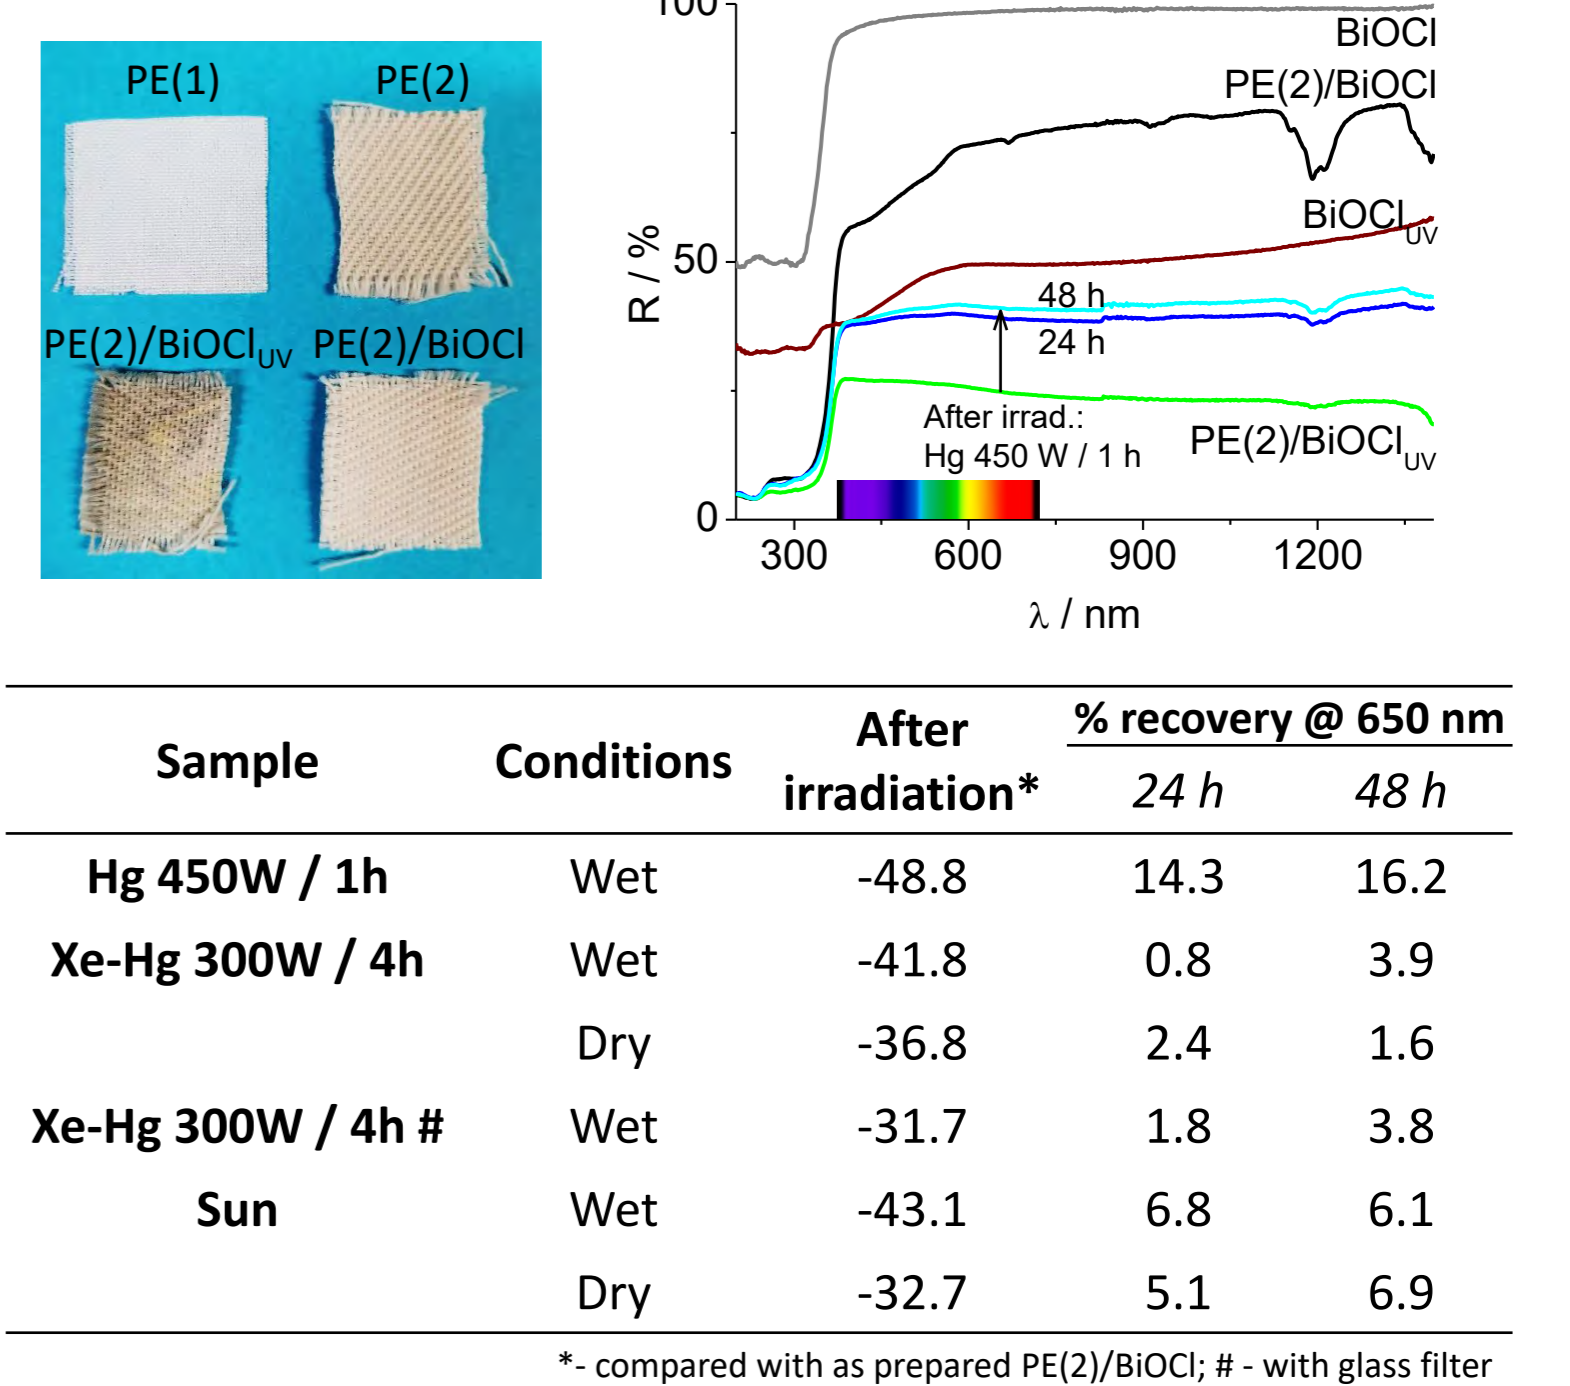 PE(1) PE(2)
PE(2)/BiOCl_UV PE(2)/BiOCl
100
50
0
R / %
BiOCl
PE(2)/BiOCl
BiOCl_UV
48 h
24 h
After irrad.:
Hg 450 W / 1 h
PE(2)/BiOCl_UV
300 600 900 1200
λ / nm
Sample Conditions After irradiation* % recovery @ 650 nm
24 h 48 h
Hg 450W / 1h Wet -48.8 14.3 16.2
Xe-Hg 300W / 4h Wet -41.8 0.8 3.9
Dry -36.8 2.4 1.6
Xe-Hg 300W / 4h # Wet -31.7 1.8 3.8
Sun Wet -43.1 6.8 6.1
Dry -32.7 5.1 6.9
*- compared with as prepared PE(2)/BiOCl; # - with glass filter